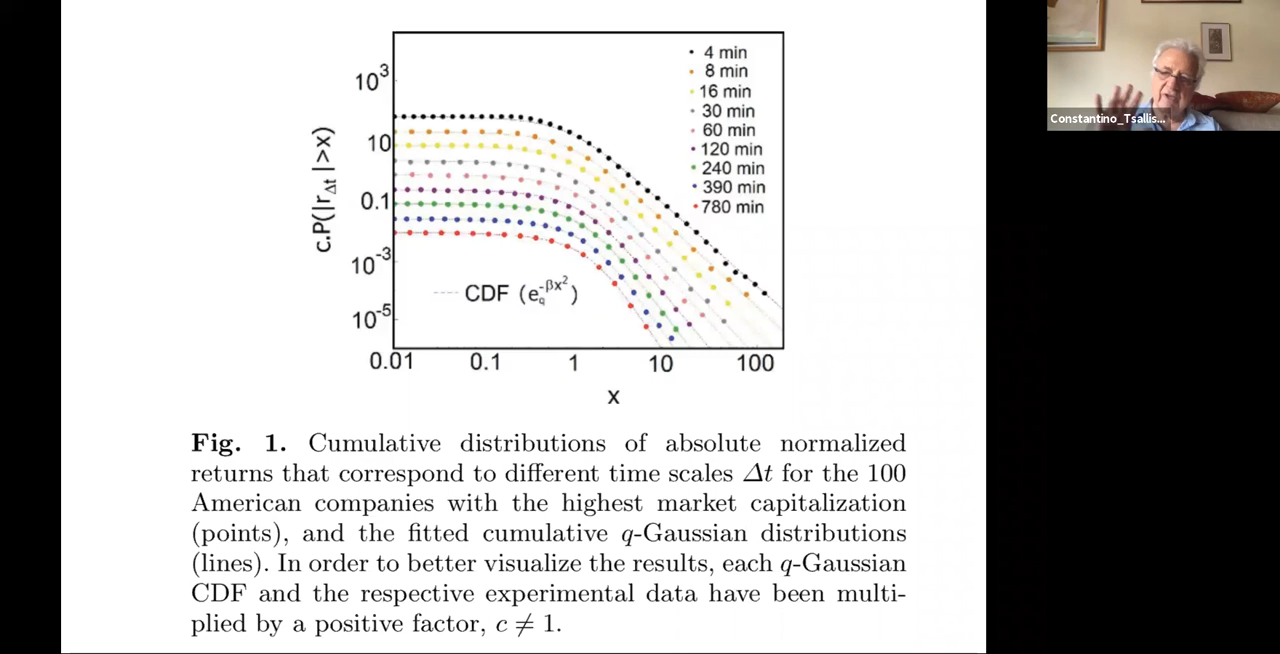 4 min
8 min
16 min
30 min
60 min
120 min
240 min
390 min
780 min
10³
10
0.1
10⁻³
10⁻⁵
c.P(|r_Δt|>x)
CDF (e_q^-βx²)
0.01 0.1 1 10 100
x
Fig. 1. Cumulative distributions of absolute normalized
returns that correspond to different time scales Δt for the 100
American companies with the highest market capitalization
(points), and the fitted cumulative q-Gaussian distributions
(lines). In order to better visualize the results, each q-Gaussian
CDF and the respective experimental data have been multi-
plied by a positive factor, c ≠ 1.
Constantino_Tsallis...